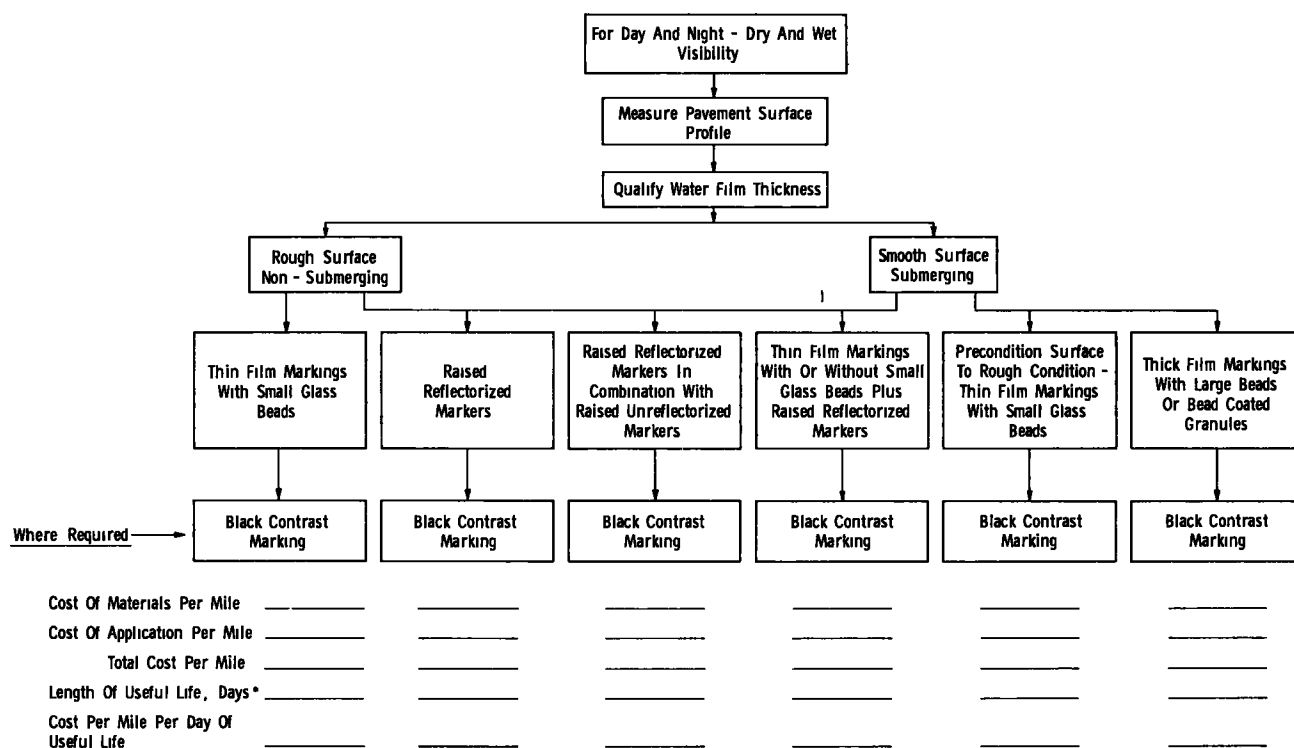 For Day And Night - Dry And Wet
Visibility
Measure Pavement Surface
Profile
Qualify Water Film Thickness
Rough Surface
Non - Submerging
Smooth Surface
Submerging
Thin Film Markings
With Small Glass
Beads
Raised
Reflectorized
Markers
Raised Reflectorized
Markers In
Combination With
Raised Unreflectorized
Markers
Thin Film Markings
With Or Without Small
Glass Beads Plus
Raised Reflectorized
Markers
Precondition Surface
To Rough Condition -
Thin Film Markings
With Small Glass
Beads
Thick Film Markings
With Large Beads
Or Bead Coated
Granules
Where Required
Black Contrast
Marking
Black Contrast
Marking
Black Contrast
Marking
Black Contrast
Marking
Black Contrast
Marking
Black Contrast
Marking
Cost Of Materials Per Mile
Cost Of Application Per Mile
Total Cost Per Mile
Length Of Useful Life, Days*
Cost Per Mile Per Day Of
Useful Life